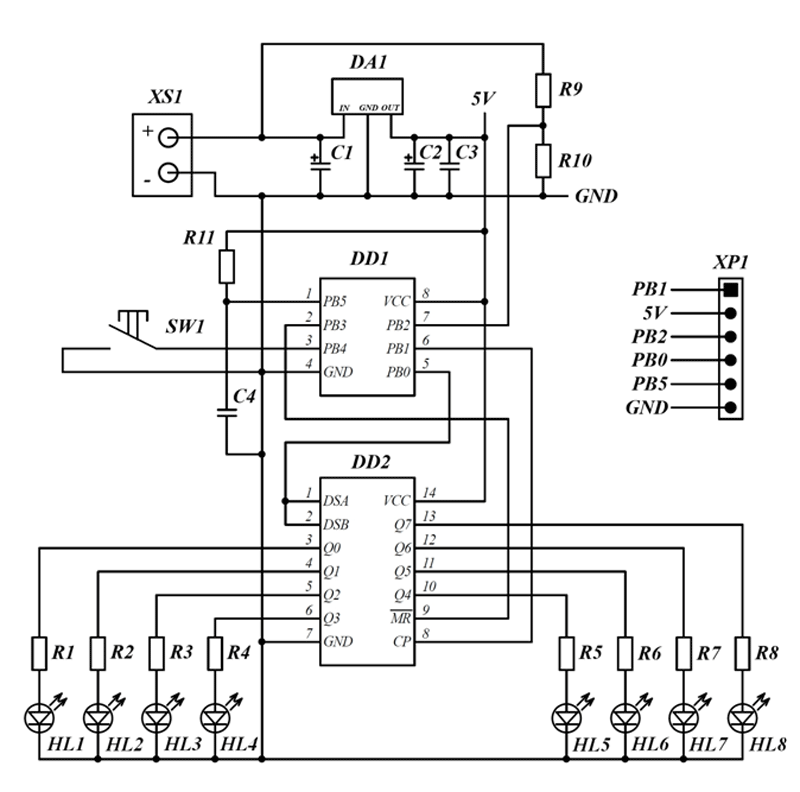 DA1
XS1
5V
R9
+
IN GND OUT
C1
+
C2
+
C3
R10
-
GND
R11
DD1
XP1
1 PB5 VCC 8
2 PB3 PB2 7
3 PB4 PB1 6
4 GND PB0 5
SW1
PB1
5V
PB2
PB0
PB5
GND
C4
DD2
1 DSA VCC 14
2 DSB Q7 13
3 Q0 Q6 12
4 Q1 Q5 11
5 Q2 Q4 10
6 Q3 MR 9
7 GND CP 8
R1 R2 R3 R4 R5 R6 R7 R8
HL1 HL2 HL3 HL4 HL5 HL6 HL7 HL8